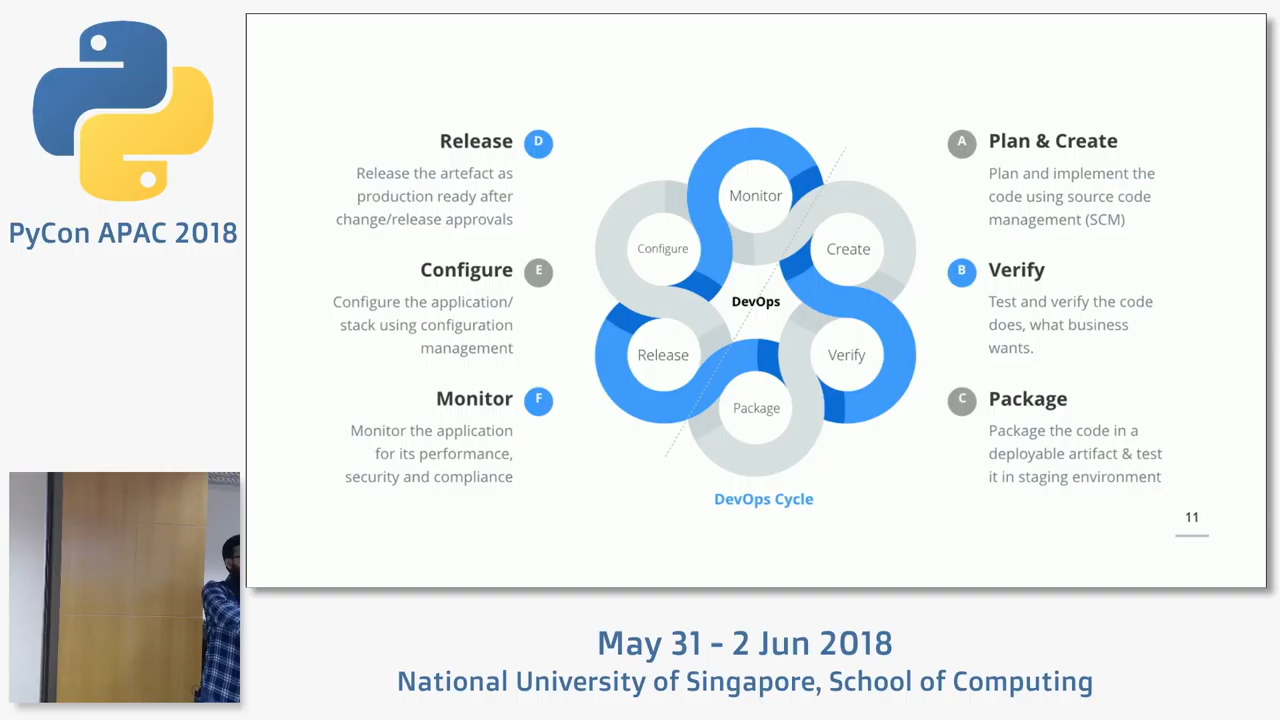 PyCon APAC 2018
Release
D
Release the artefact as
production ready after
change/release approvals
Configure
E
Configure the application/
stack using configuration
management
Monitor
F
Monitor the application
for its performance,
security and compliance
Monitor
Configure
Create
DevOps
Release
Verify
Package
DevOps Cycle
A
Plan & Create
Plan and implement the
code using source code
management (SCM)
B
Verify
Test and verify the code
does, what business
wants.
C
Package
Package the code in a
deployable artifact & test
it in staging environment
11
May 31 - 2 Jun 2018
National University of Singapore, School of Computing